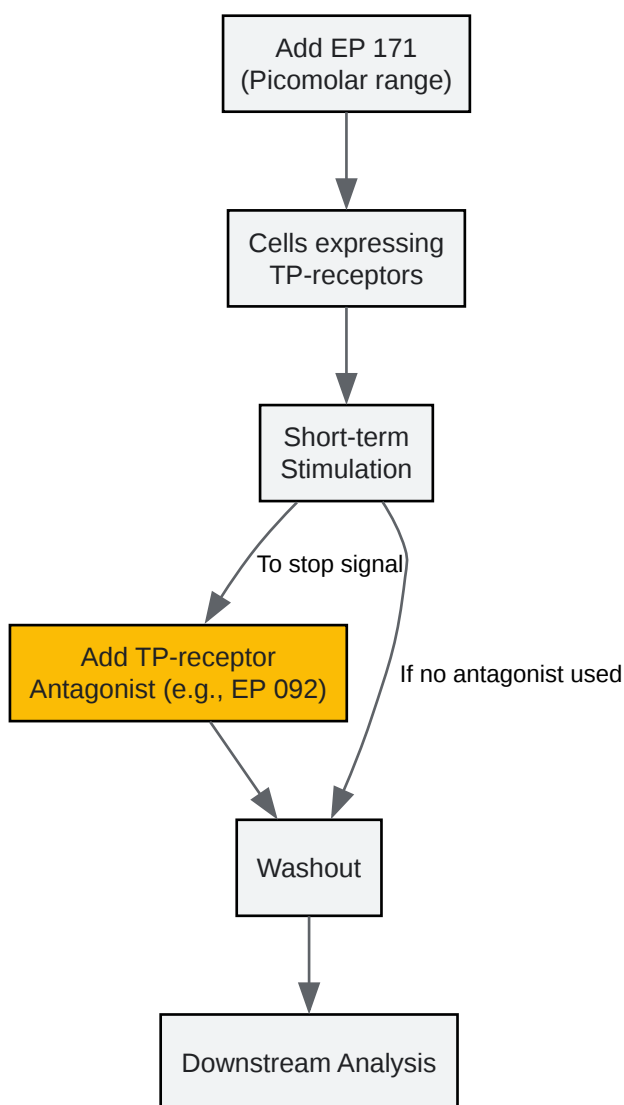 Add EP 171
(Picomolar range)
Cells expressing
TP-receptors
Short-term
Stimulation
To stop signal
Add TP-receptor
Antagonist (e.g., EP 092)
If no antagonist used
Washout
Downstream Analysis